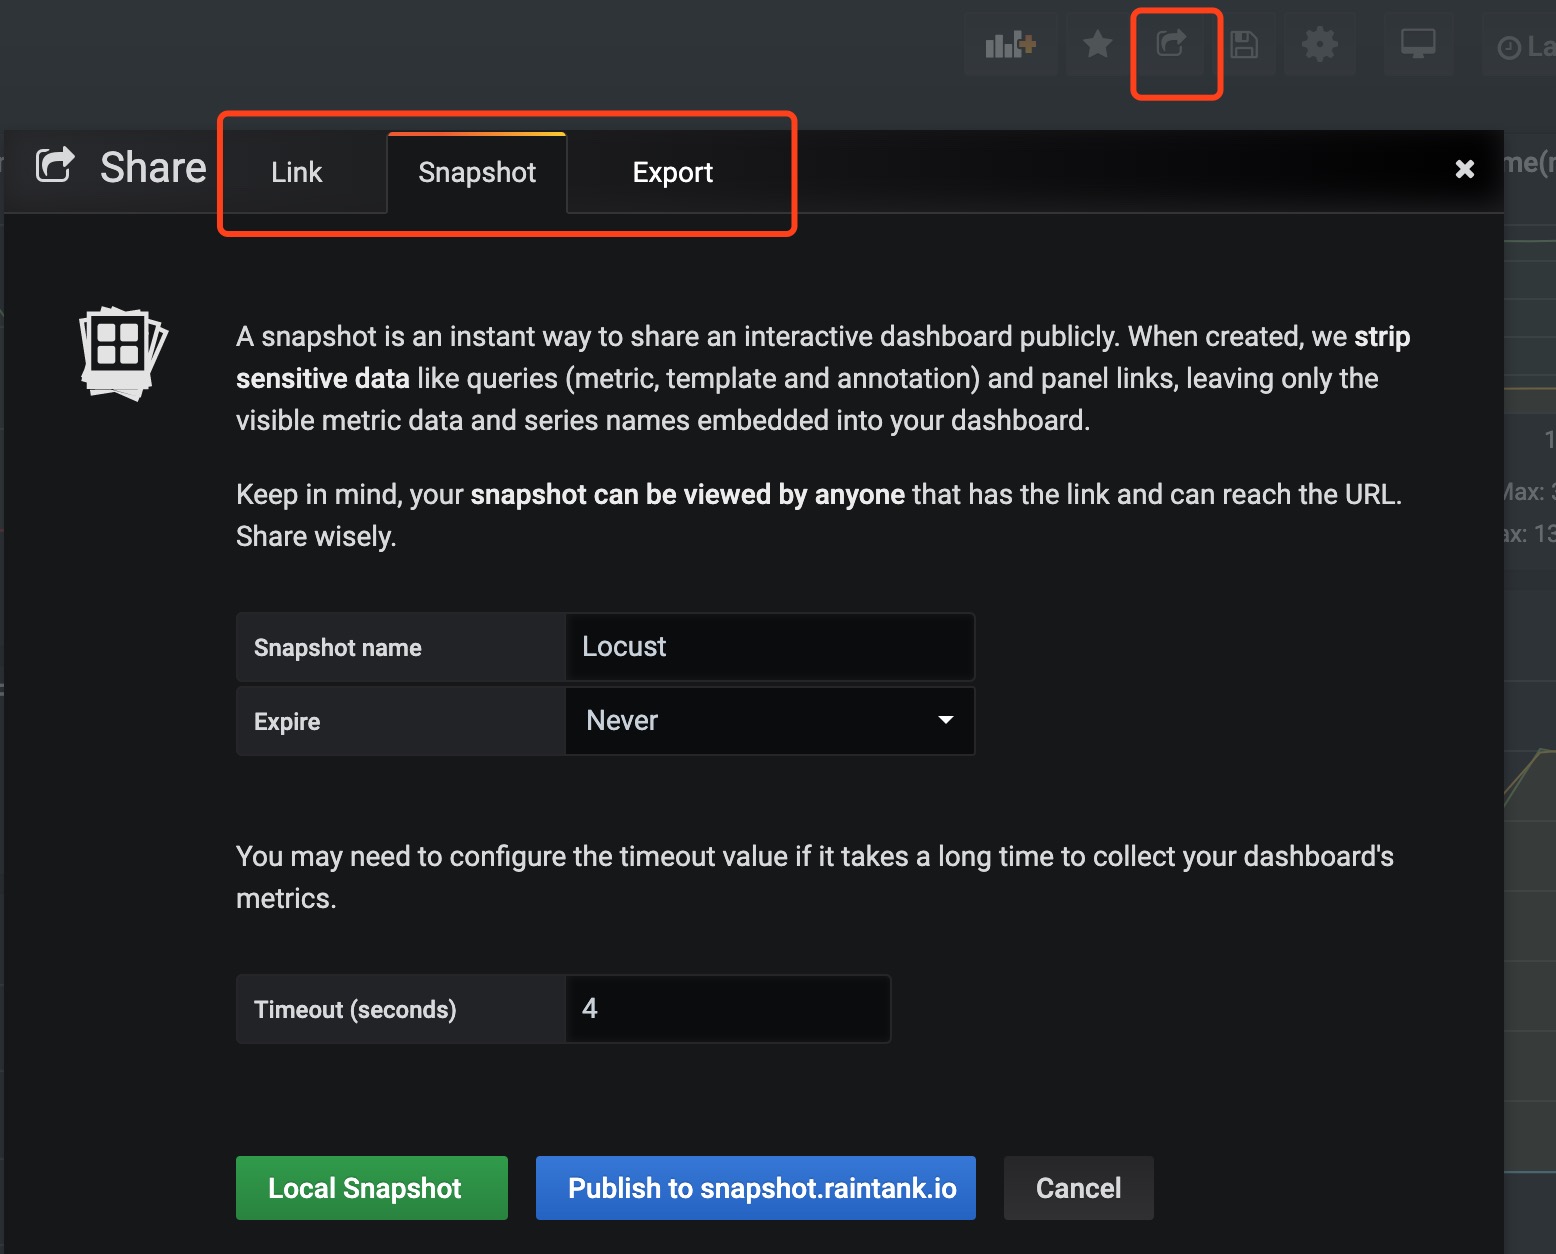 La
Share
Link
Snapshot
Export
me(r
A snapshot is an instant way to share an interactive dashboard publicly. When created, we strip
sensitive data like queries (metric, template and annotation) and panel links, leaving only the
visible metric data and series names embedded into your dashboard.
1
Max: 3
ax: 13
Keep in mind, your snapshot can be viewed by anyone that has the link and can reach the URL.
Share wisely.
Snapshot name
Locust
Expire
Never
You may need to configure the timeout value if it takes a long time to collect your dashboard's
metrics.
Timeout (seconds)
4
Local Snapshot
Publish to snapshot.raintank.io
Cancel